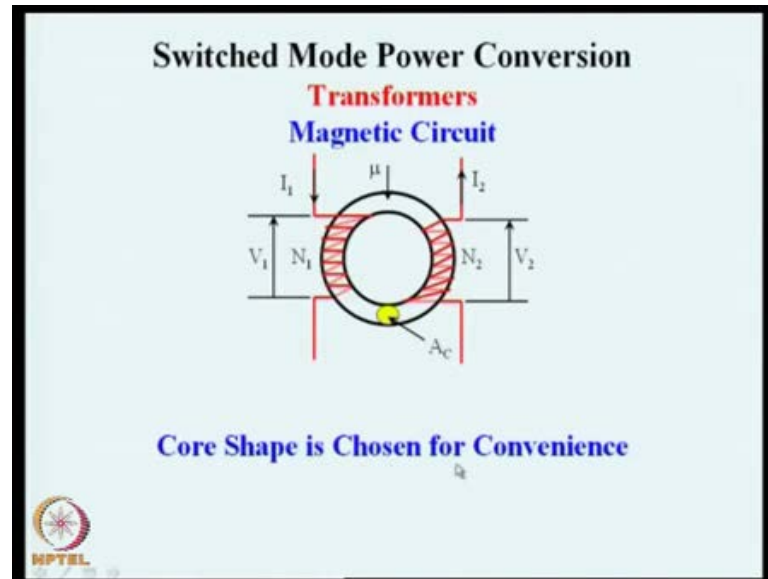 Switched Mode Power Conversion
Transformers
Magnetic Circuit
I₁ μ I₂
V₁ N₁ N₂ V₂
A_C
Core Shape is Chosen for Convenience
NPTEL